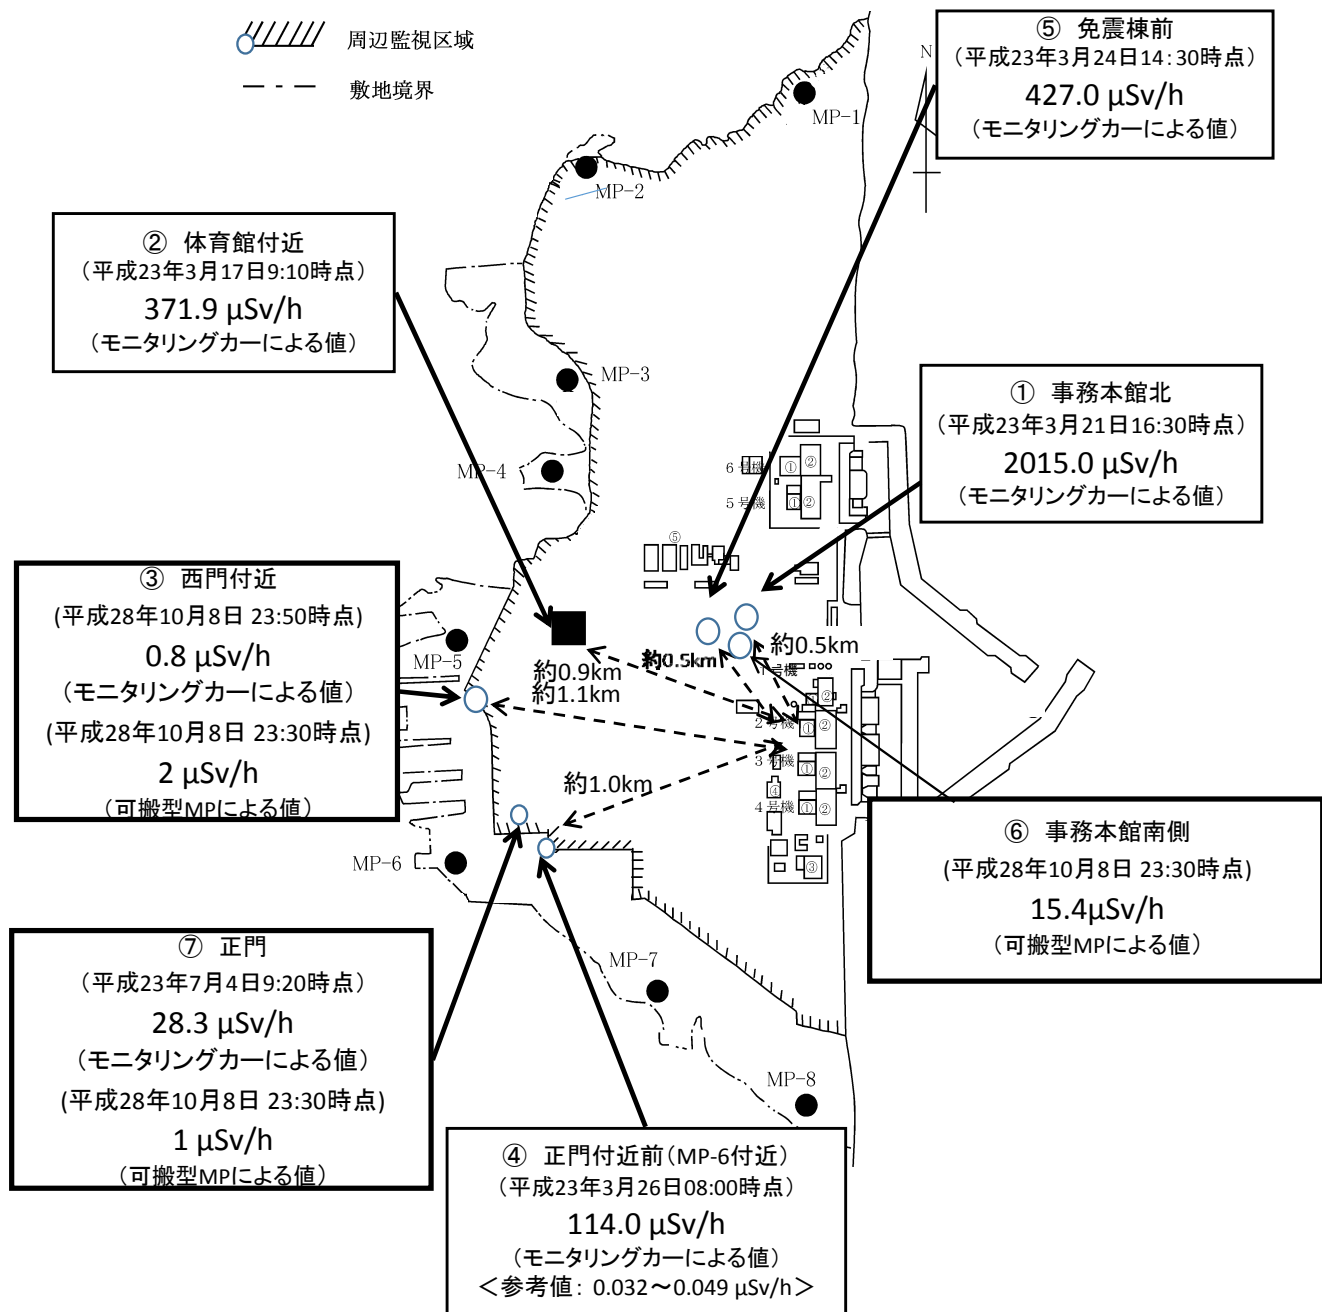 周辺監視区域
敷地境界
⑤ 免震棟前
(平成23年3月24日14:30時点)
427.0 μSv/h
(モニタリングカーによる値)
N
MP-1
MP-2
② 体育館付近
(平成23年3月17日9:10時点)
371.9 μSv/h
(モニタリングカーによる値)
MP-3
① 事務本館北
(平成23年3月21日16:30時点)
2015.0 μSv/h
(モニタリングカーによる値)
MP-4
6号機
① ②
5号機
① ②
⑤
③ 西門付近
(平成28年10月8日 23:50時点)
0.8 μSv/h
(モニタリングカーによる値)
(平成28年10月8日 23:30時点)
2 μSv/h
(可搬型MPによる値)
MP-5
約0.9km
約1.1km
約0.5km
約0.5km
1号機
②
2号機
① ②
3号機
① ②
④
4号機
① ②
③
約1.0km
MP-6
⑥ 事務本館南側
(平成28年10月8日 23:30時点)
15.4μSv/h
(可搬型MPによる値)
⑦ 正門
(平成23年7月4日9:20時点)
28.3 μSv/h
(モニタリングカーによる値)
(平成28年10月8日 23:30時点)
1 μSv/h
(可搬型MPによる値)
MP-7
MP-8
④ 正門付近前(MP-6付近)
(平成23年3月26日08:00時点)
114.0 μSv/h
(モニタリングカーによる値)
<参考値: 0.032~0.049 μSv/h>